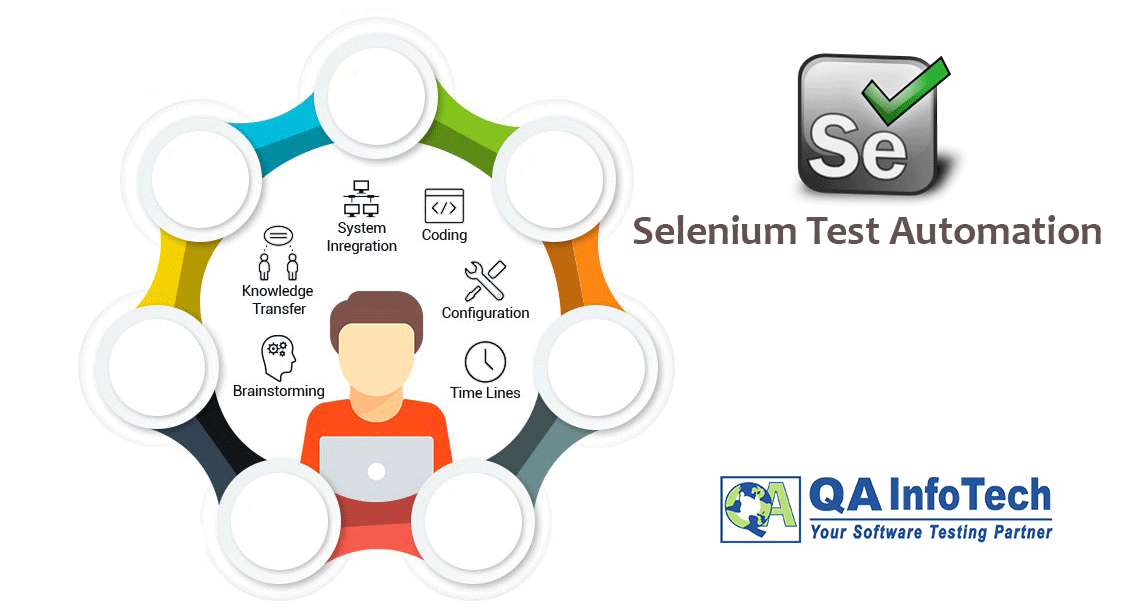 System
Inregration
Coding
Knowledge
Transfer
Configuration
Brainstorming
Time Lines
Se
Selenium Test Automation
QA
QA InfoTech
Your Software Testing Partner